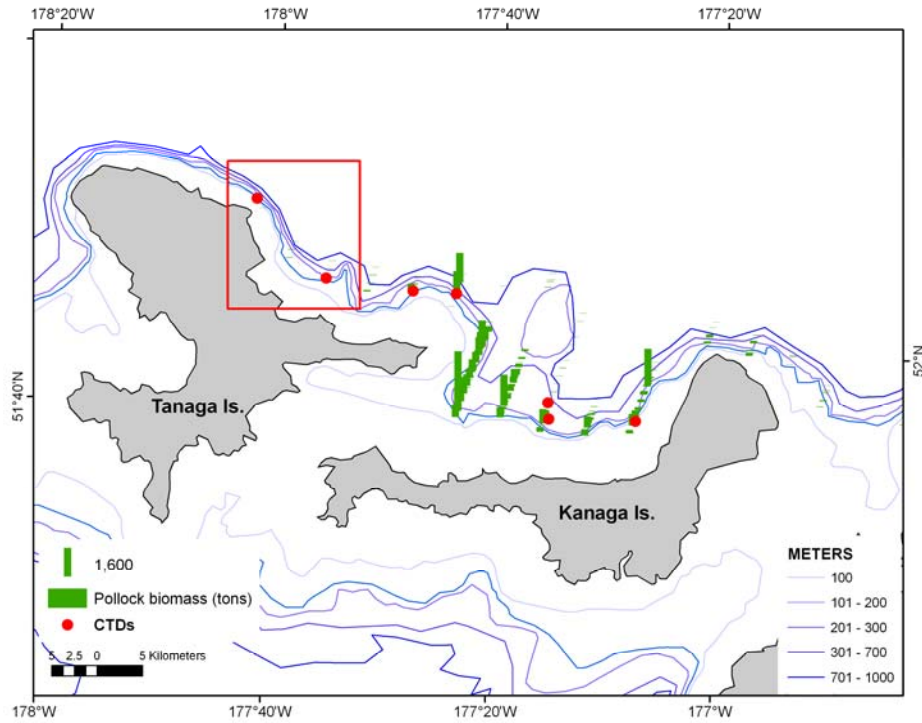 178°20'W 178°W 177°40'W 177°20'W
51°40'N
52°N
Tanaga Is.
Kanaga Is.
1,600
Pollock biomass (tons)
CTDs
5 2.5 0 5 Kilometers
METERS
100
101 - 200
201 - 300
301 - 700
701 - 1000
178°W 177°40'W 177°20'W 177°W